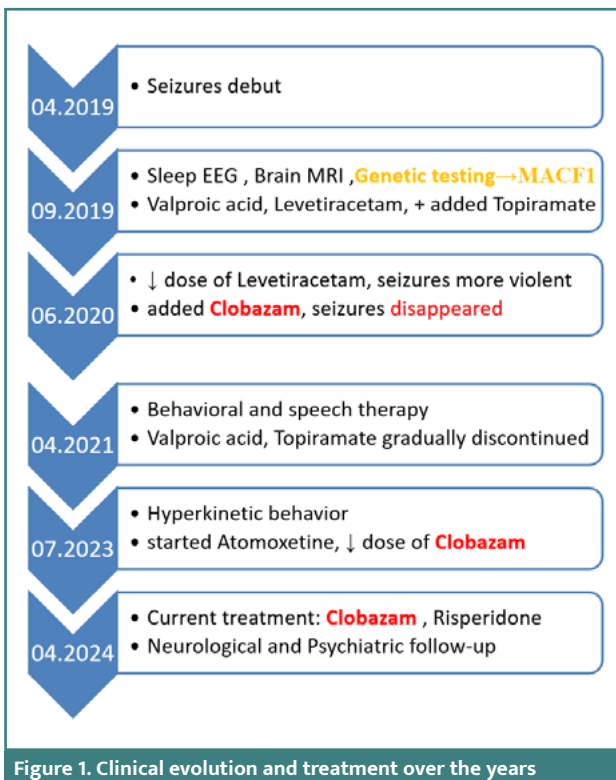 04.2019
• Seizures debut
09.2019
• Sleep EEG , Brain MRI ,Genetic testing→MACF1
• Valproic acid, Levetiracetam, + added Topiramate
06.2020
• ↓ dose of Levetiracetam, seizures more violent
• added Clobazam, seizures disappeared
04.2021
• Behavioral and speech therapy
• Valproic acid, Topiramate gradually discontinued
07.2023
• Hyperkinetic behavior
• started Atomoxetine, ↓ dose of Clobazam
04.2024
• Current treatment: Clobazam , Risperidone
• Neurological and Psychiatric follow-up
Figure 1. Clinical evolution and treatment over the years